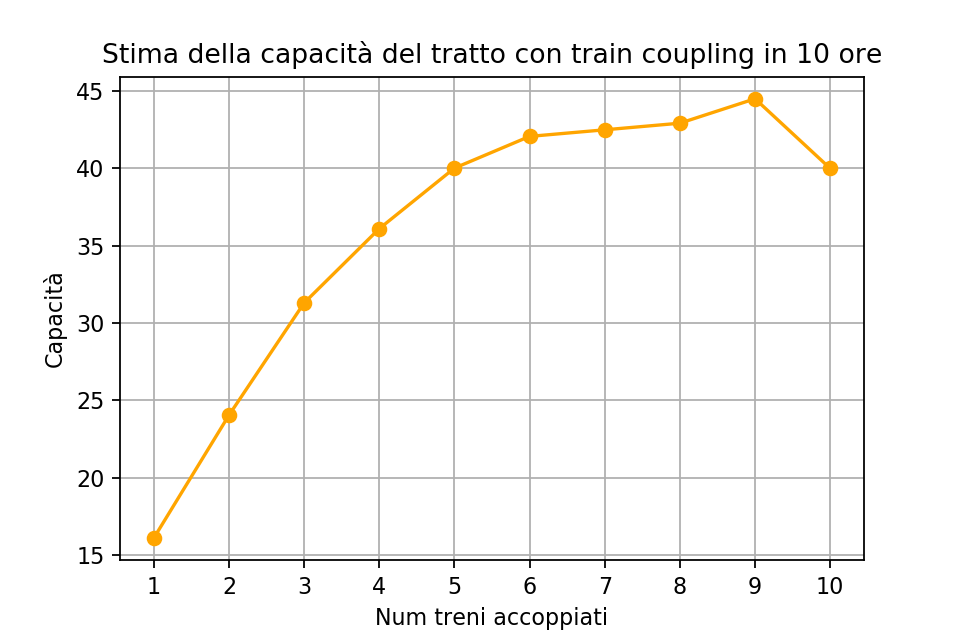 Stima della capacità del tratto con train coupling in 10 ore
45
40
35
30
25
20
15
Capacità
1 2 3 4 5 6 7 8 9 10
Num treni accoppiati